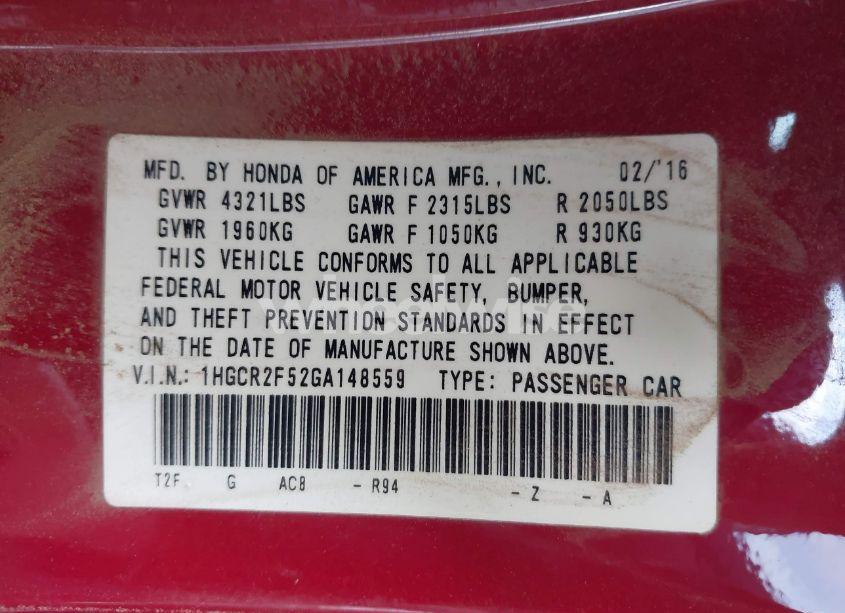 MFD. BY HONDA OF AMERICA MFG., INC. 02/'16
GVWR 4321LBS GAWR F 2315LBS R 2050LBS
GVWR 1960KG GAWR F 1050KG R 930KG
THIS VEHICLE CONFORMS TO ALL APPLICABLE
FEDERAL MOTOR VEHICLE SAFETY, BUMPER,
AND THEFT PREVENTION STANDARDS IN EFFECT
ON THE DATE OF MANUFACTURE SHOWN ABOVE.
V.I.N.: 1HGCR2F52GA148559 TYPE: PASSENGER CAR
T2F G AC8 - R94 - Z - A